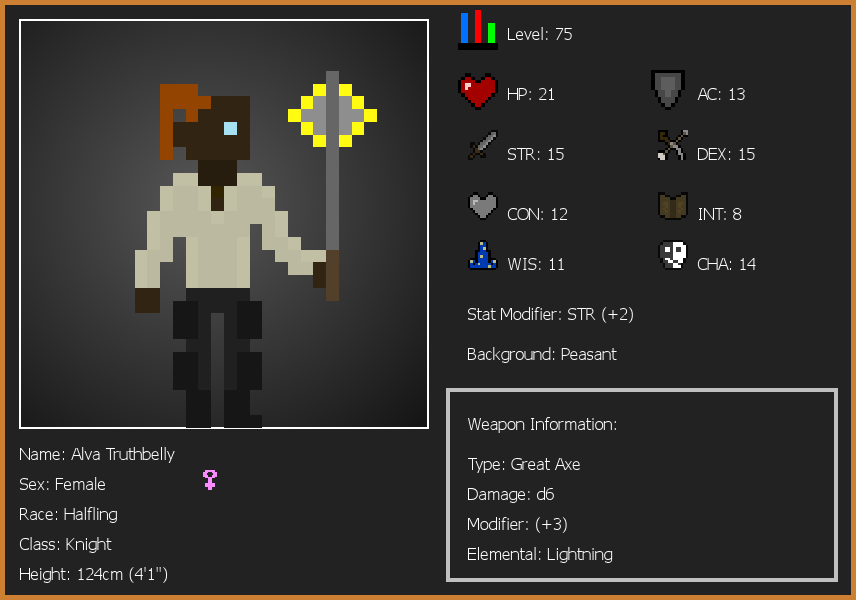 Level: 75
HP: 21
AC: 13
STR: 15
DEX: 15
CON: 12
INT: 8
WIS: 11
CHA: 14
Stat Modifier: STR (+2)
Background: Peasant
Weapon Information:
Type: Great Axe
Damage: d6
Modifier: (+3)
Elemental: Lightning
Name: Alva Truthbelly
Sex: Female
Race: Halfling
Class: Knight
Height: 124cm (4'1")